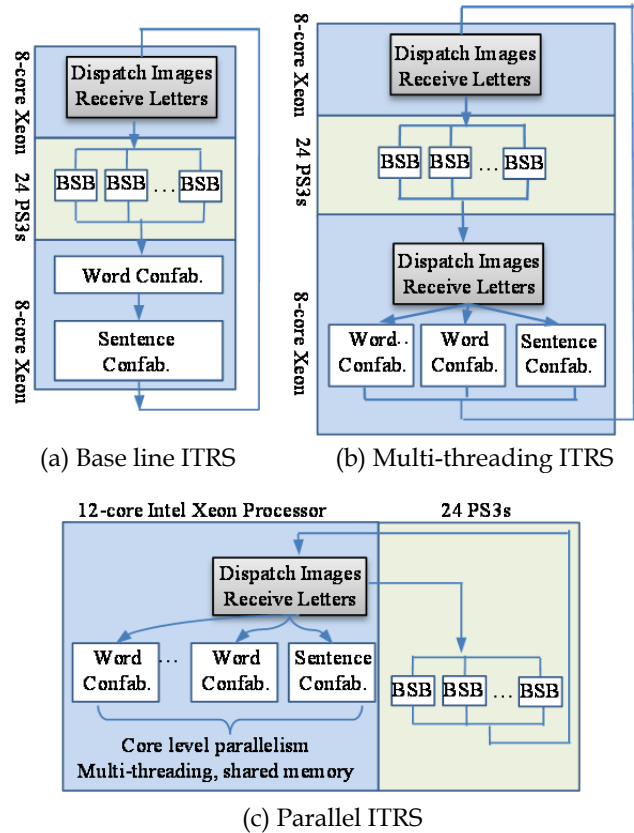 8-core Xeon
Dispatch Images
Receive Letters
24 PS3s
BSB BSB ... BSB
8-core Xeon
Word Confab.
Sentence
Confab.
(a) Base line ITRS
8-core Xeon
Dispatch Images
Receive Letters
24 PS3s
BSB BSB ... BSB
8-core Xeon
Dispatch Images
Receive Letters
Word.. Word Sentence
Confab. Confab. Confab.
(b) Multi-threading ITRS
12-core Intel Xeon Processor 24 PS3s
Dispatch Images
Receive Letters
Word ... Word Sentence
Confab. Confab. Confab.
BSB BSB ... BSB
Core level parallelism
Multi-threading, shared memory
(c) Parallel ITRS